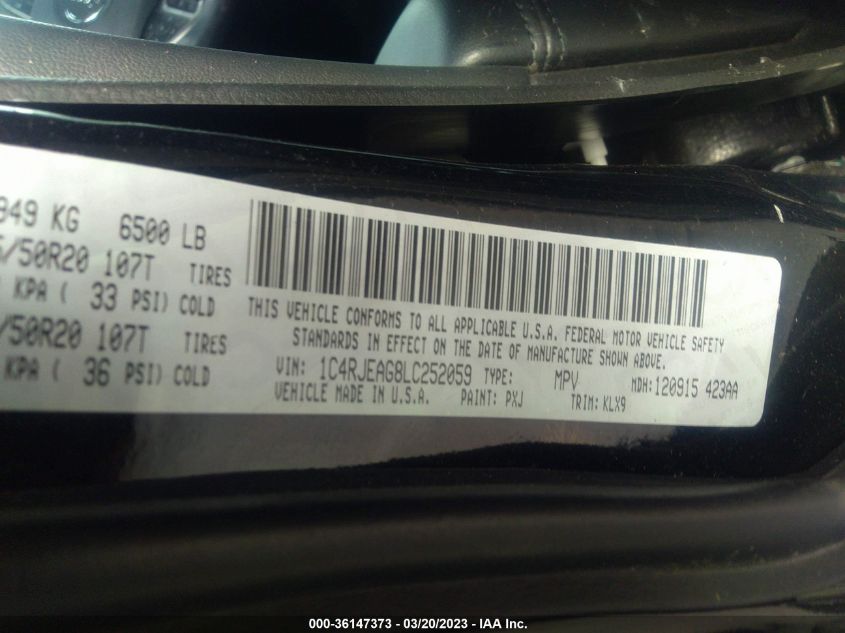 949 KG 6500 LB
/50R20 107T TIRES
KPA ( 33 PSI) COLD
/50R20 107T TIRES
KPA ( 36 PSI) COLD
THIS VEHICLE CONFORMS TO ALL APPLICABLE U.S.A. FEDERAL MOTOR VEHICLE SAFETY
STANDARDS IN EFFECT ON THE DATE OF MANUFACTURE SHOWN ABOVE.
VIN: 1C4RJEAG8LC252059 TYPE: MPV MDH: 120915 423AA
VEHICLE MADE IN U.S.A. PAINT: PXJ TRIM: KLX9
000-36147373 - 03/20/2023 - IAA Inc.